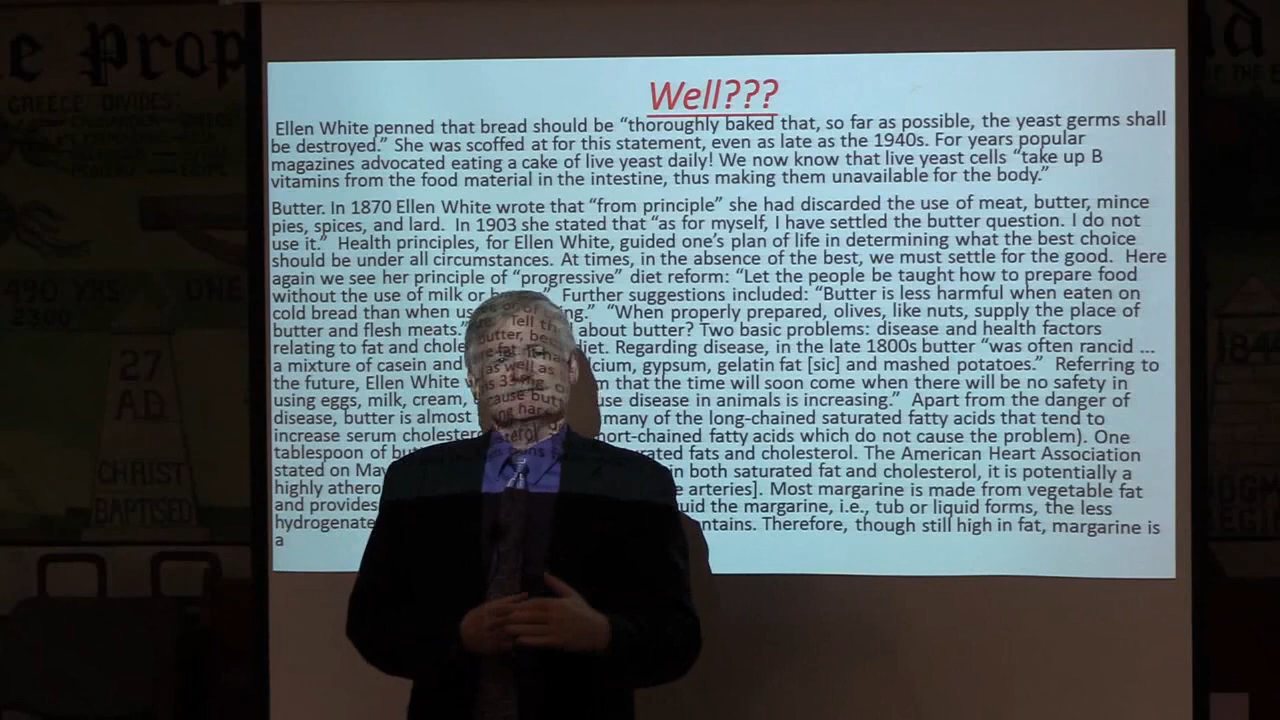 e Prop
GREECE DIVIDES:
490 YRS ONE
2300
27
AD
CHRIST
BAPTISED
Well???
Ellen White penned that bread should be “thoroughly baked that, so far as possible, the yeast germs shall
be destroyed.” She was scoffed at for this statement, even as late as the 1940s. For years popular
magazines advocated eating a cake of live yeast daily! We now know that live yeast cells “take up B
vitamins from the food material in the intestine, thus making them unavailable for the body.”
Butter. In 1870 Ellen White wrote that “from principle” she had discarded the use of meat, butter, mince
pies, spices, and lard. In 1903 she stated that “as for myself, I have settled the butter question. I do not
use it.” Health principles, for Ellen White, guided one’s plan of life in determining what the best choice
should be under all circumstances. At times, in the absence of the best, we must settle for the good. Here
again we see her principle of “progressive” diet reform: “Let the people be taught how to prepare food
without the use of milk or Further suggestions included: “Butter is less harmful when eaten on
cold bread than when “When properly prepared, olives, like nuts, supply the place of
butter and flesh meats.” Tell about butter? Two basic problems: disease and health factors
relating to fat and butter, diet. Regarding disease, in the late 1800s butter “was often rancid ...
a mixture of casein and as well as gypsum, gelatin fat [sic] and mashed potatoes.” Referring to
the future, Ellen White that the time will soon come when there will be no safety in
using eggs, milk, cream, disease in animals is increasing.” Apart from the danger of
disease, butter is almost many of the long-chained saturated fatty acids that tend to
increase serum fatty acids which do not cause the problem). One
tablespoon of fats and cholesterol. The American Heart Association
stated on in both saturated fat and cholesterol, it is potentially a
highly arteries]. Most margarine is made from vegetable fat
and provides the margarine, i.e., tub or liquid forms, the less
Therefore, though still high in fat, margarine is
a